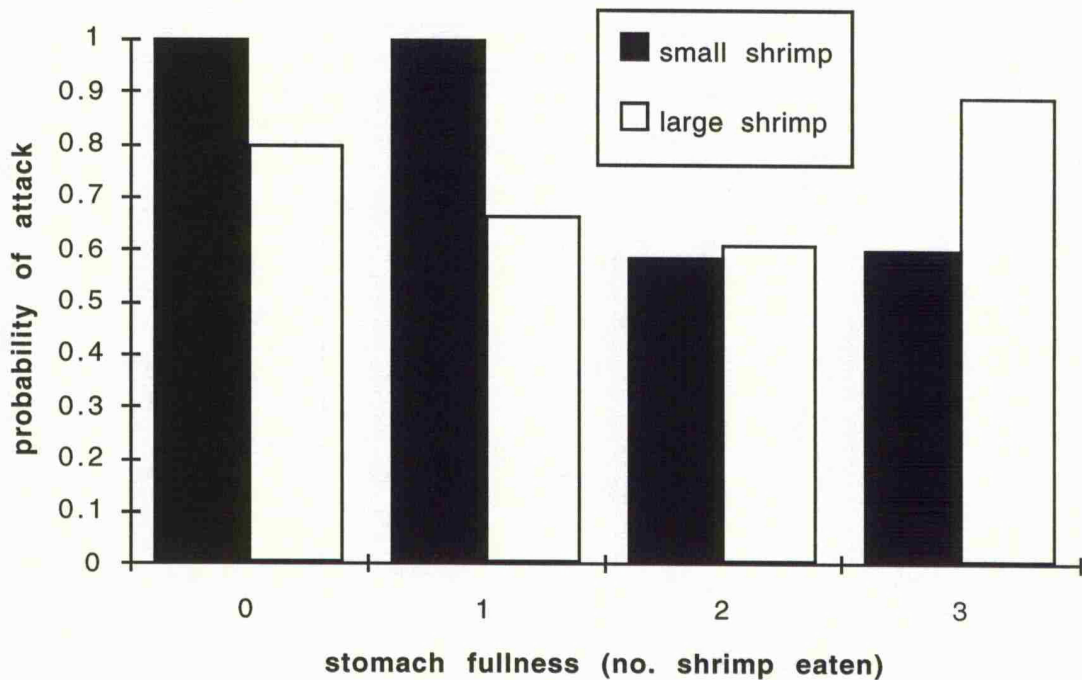 probability of attack
1
0.9
0.8
0.7
0.6
0.5
0.4
0.3
0.2
0.1
0
small shrimp
large shrimp
0 1 2 3
stomach fullness (no. shrimp eaten)